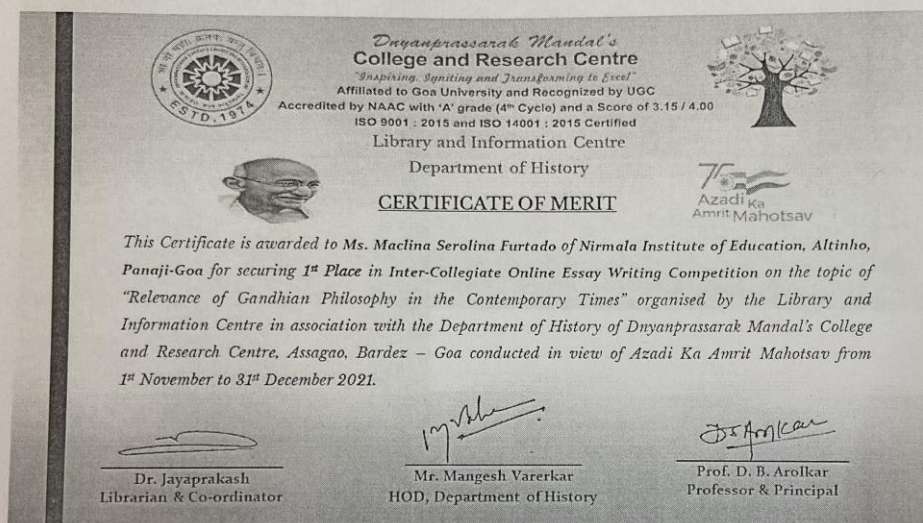 Dnyanprassarak Mandal's
College and Research Centre
"Inspiring, Igniting and Transforming to Excel"
Affiliated to Goa University and Recognized by UGC
Accredited by NAAC with 'A' grade (4th Cycle) and a Score of 3.15 / 4.00
ISO 9001 : 2015 and ISO 14001 : 2015 Certified
ESTD. 1974
Library and Information Centre
Department of History
CERTIFICATE OF MERIT
75
Azadi Ka
Amrit Mahotsav
This Certificate is awarded to Ms. Maclina Serolina Furtado of Nirmala Institute of Education, Altinho,
Panaji-Goa for securing 1st Place in Inter-Collegiate Online Essay Writing Competition on the topic of
"Relevance of Gandhian Philosophy in the Contemporary Times" organised by the Library and
Information Centre in association with the Department of History of Dnyanprassarak Mandal's College
and Research Centre, Assagao, Bardez – Goa conducted in view of Azadi Ka Amrit Mahotsav from
1st November to 31st December 2021.
Dr. Jayaprakash
Librarian & Co-ordinator
Mr. Mangesh Varerkar
HOD, Department of History
Prof. D. B. Arolkar
Professor & Principal